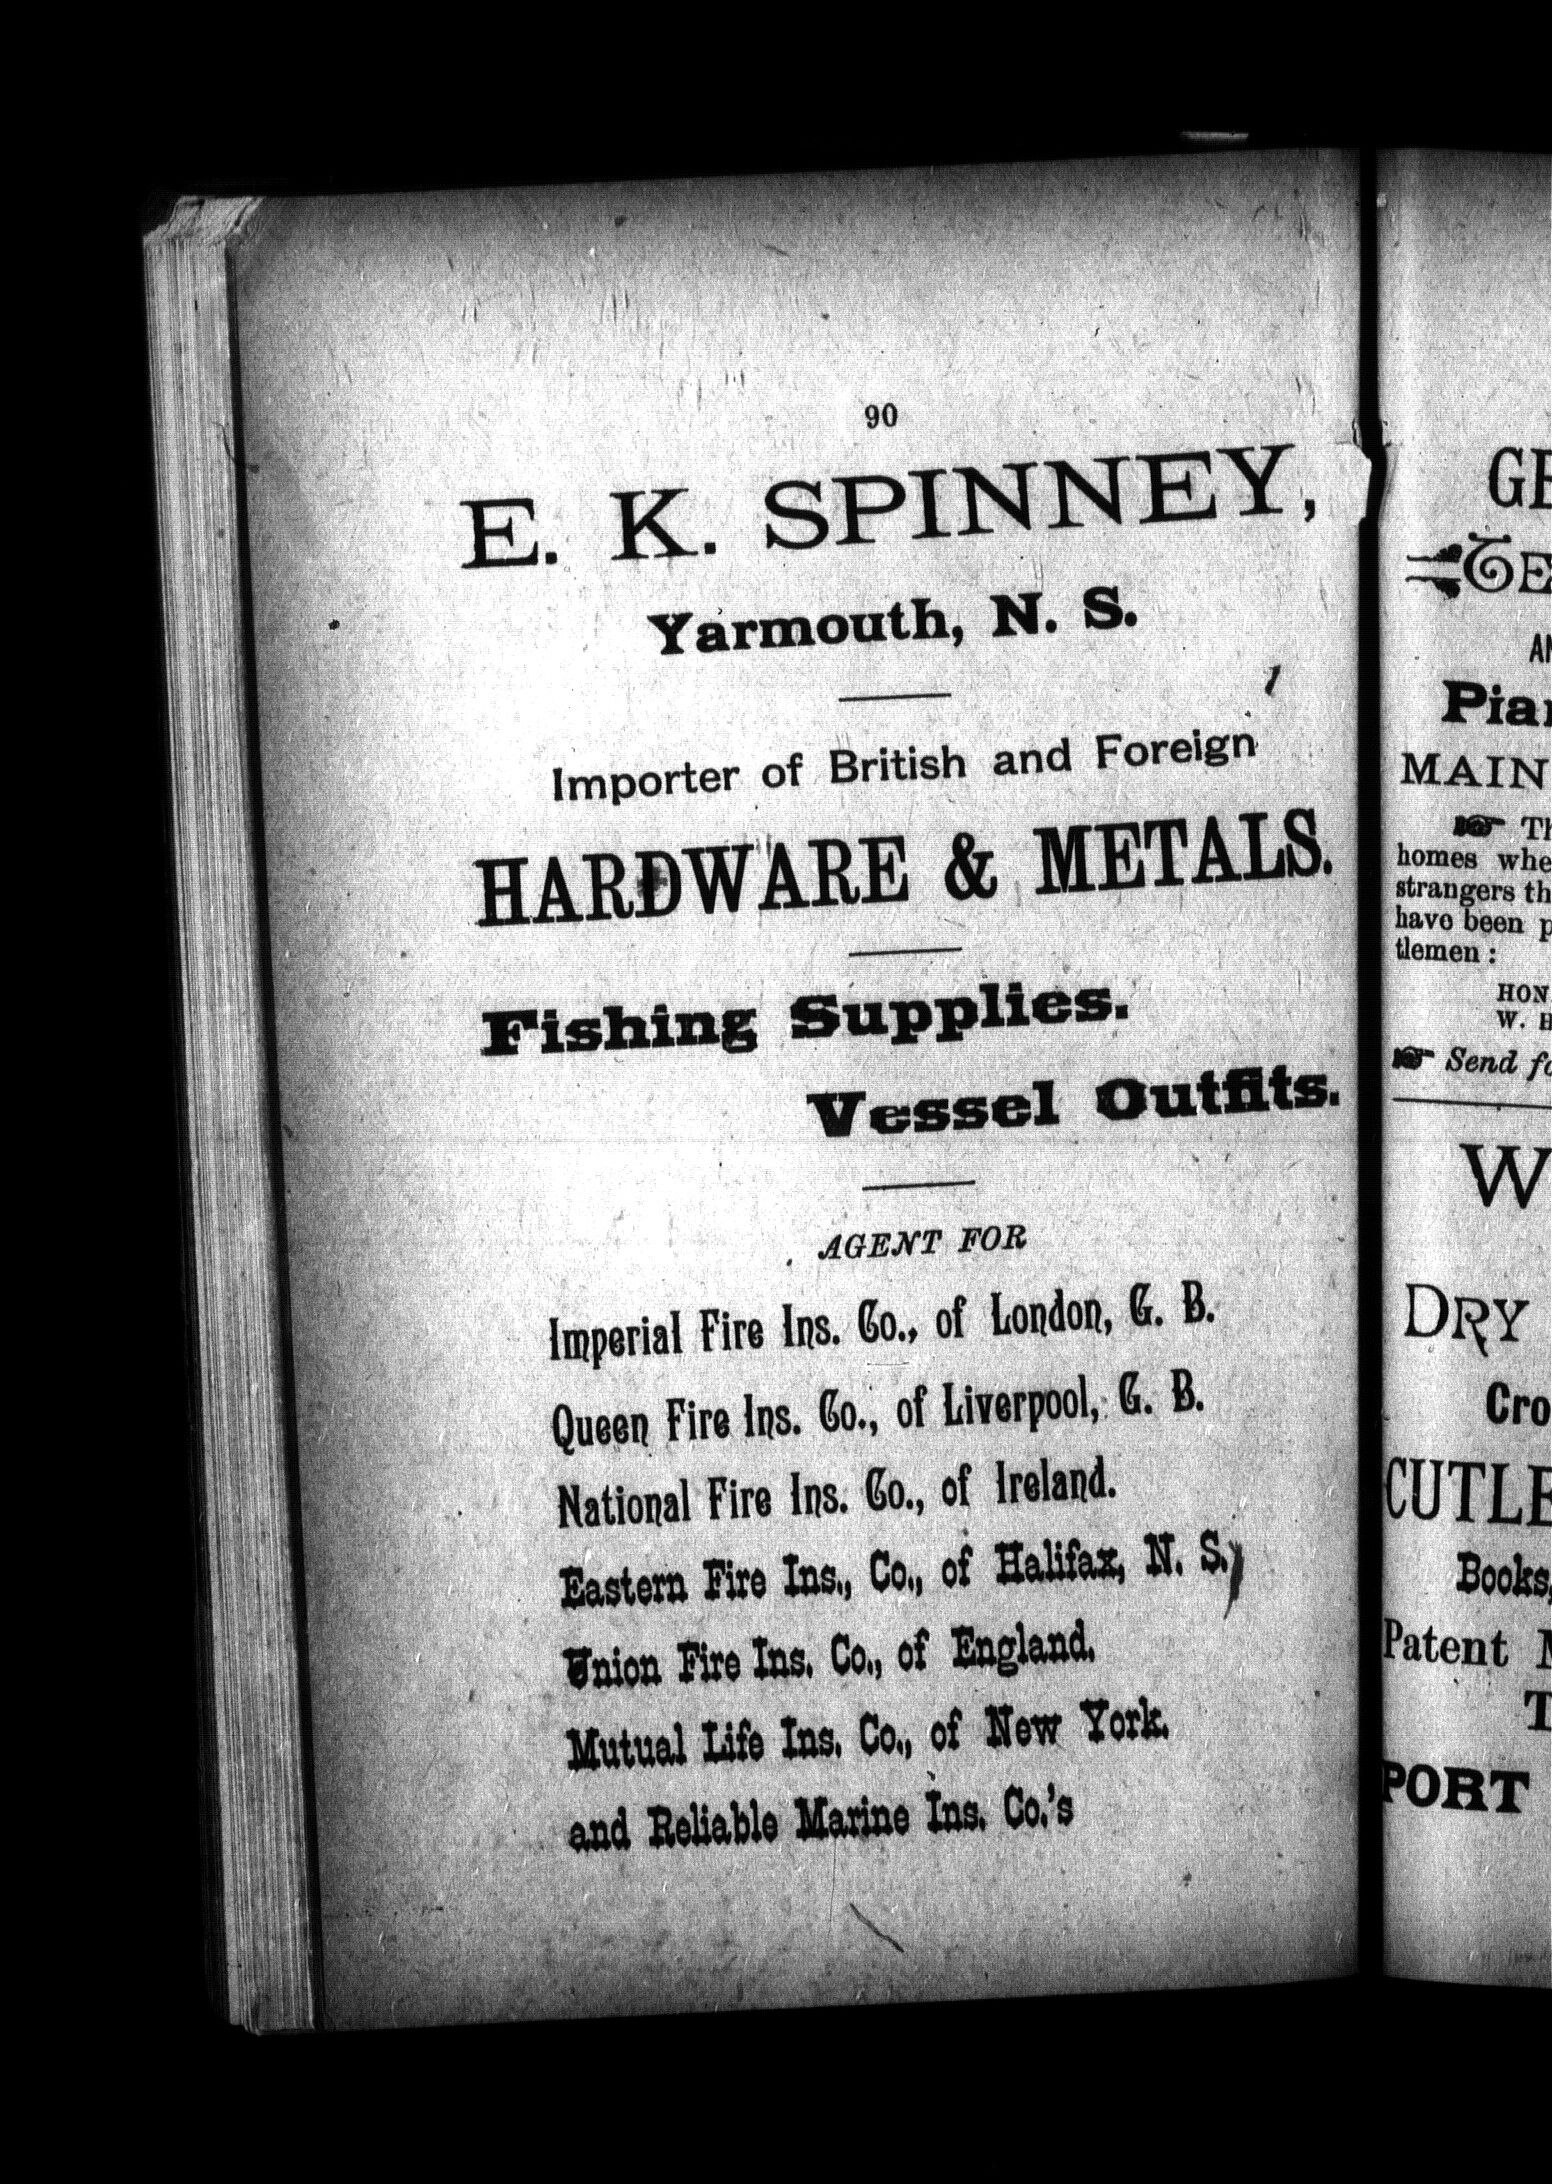 90
E. K. SPINNEY,
Yarmouth, N. S.
Importer of British and Foreign
HARDWARE & METALS.
Fishing Supplies.
Vessel Outfits.
AGENT FOR
Imperial Fire Ins. Co., of London, G. B.
Queen Fire Ins. Co., of Liverpool, G. B.
National Fire Ins. Co., of Ireland.
Eastern Fire Ins., Co., of Halifax, N. S.
Union Fire Ins. Co., of England.
Mutual Life Ins. Co., of New York.
and Reliable Marine Ins. Co.'s
MAIN
homes
strangers
have been
tlemen :
HON.
W.
Send
DRY
Books,
Patent
PORT